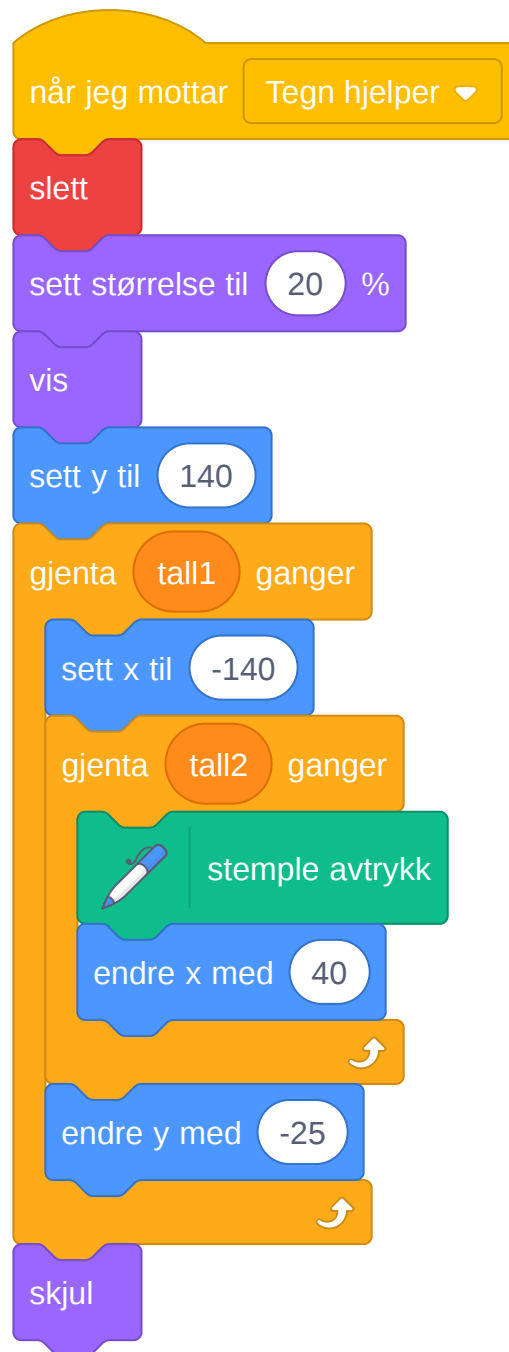 når jeg mottar Tegn hjelper
slett
sett størrelse til 20 %
vis
sett y til 140
gjenta tall1 ganger
sett x til -140
gjenta tall2 ganger
stemple avtrykk
endre x med 40
endre y med -25
skjul